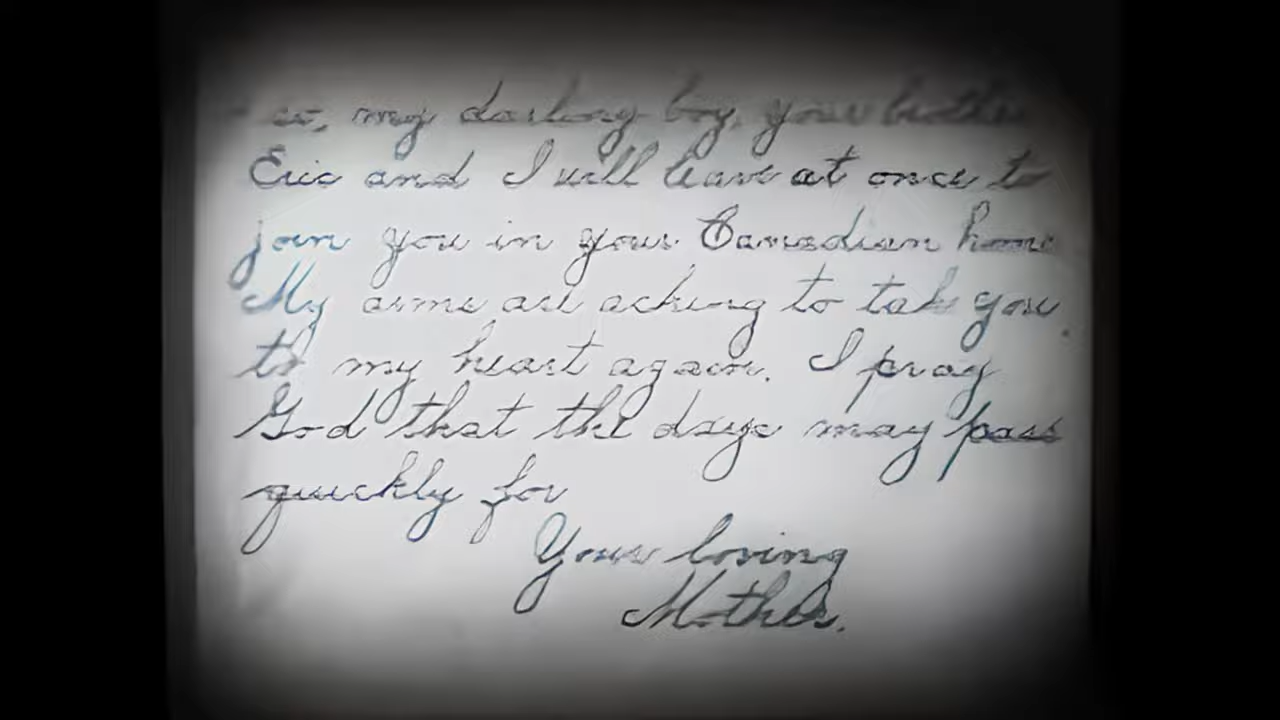 so, my darling boy, your brother
Eric and I will leave at once to
join you in your Canadian home
My arms are aching to take you
to my heart again. I pray
God that the days may pass
quickly for
Your loving
Mother.